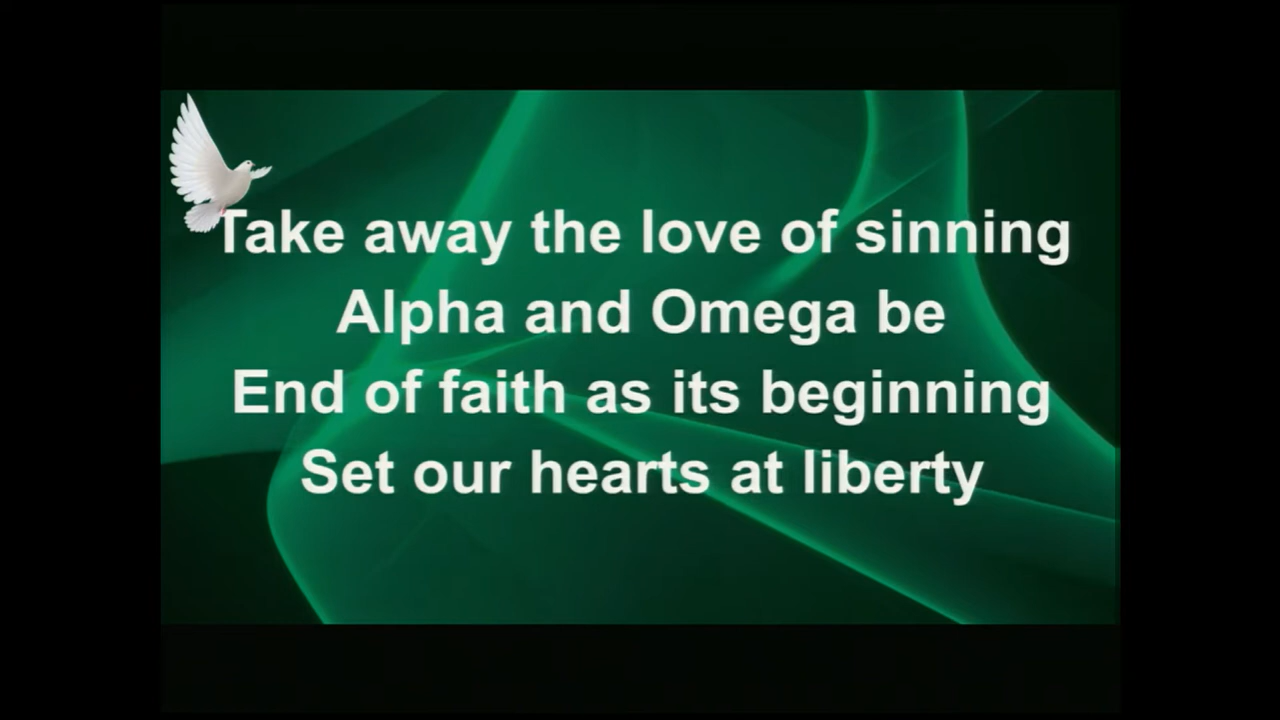 Take away the love of sinning
Alpha and Omega be
End of faith as its beginning
Set our hearts at liberty